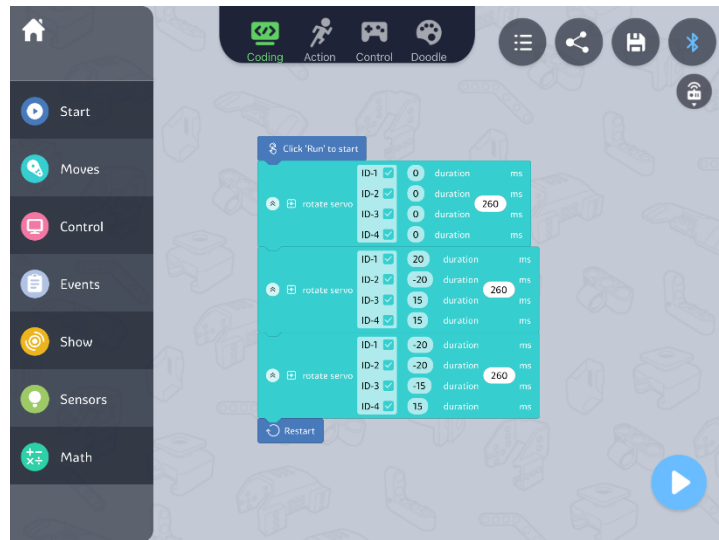 Coding Action Control Doodle
Start
Moves
Control
Events
Show
Sensors
Math
Click 'Run' to start
ID-1 0 duration ms
ID-2 0 duration ms
rotate servo 260
ID-3 0 duration ms
ID-4 0 duration ms
ID-1 20 duration ms
ID-2 -20 duration ms
rotate servo 260
ID-3 15 duration ms
ID-4 15 duration ms
ID-1 -20 duration ms
ID-2 -20 duration ms
rotate servo 260
ID-3 -15 duration ms
ID-4 15 duration ms
Restart